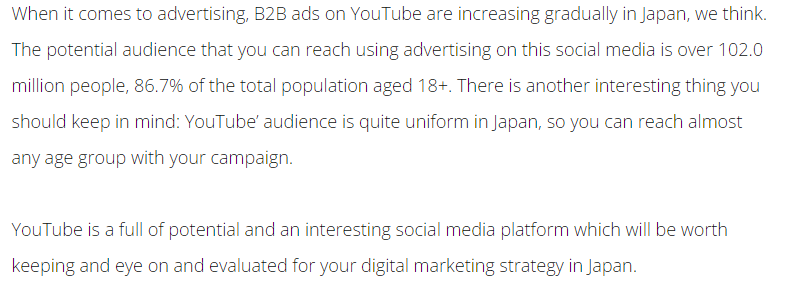 When it comes to advertising, B2B ads on YouTube are increasing gradually in Japan, we think.
The potential audience that you can reach using advertising on this social media is over 102.0
million people, 86.7% of the total population aged 18+. There is another interesting thing you
should keep in mind: YouTube’ audience is quite uniform in Japan, so you can reach almost
any age group with your campaign.
YouTube is a full of potential and an interesting social media platform which will be worth
keeping and eye on and evaluated for your digital marketing strategy in Japan.